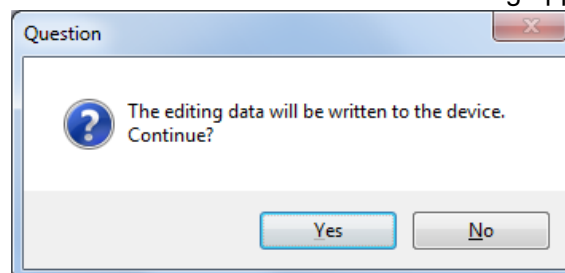 Question
The editing data will be written to the device.
Continue?
Yes
No